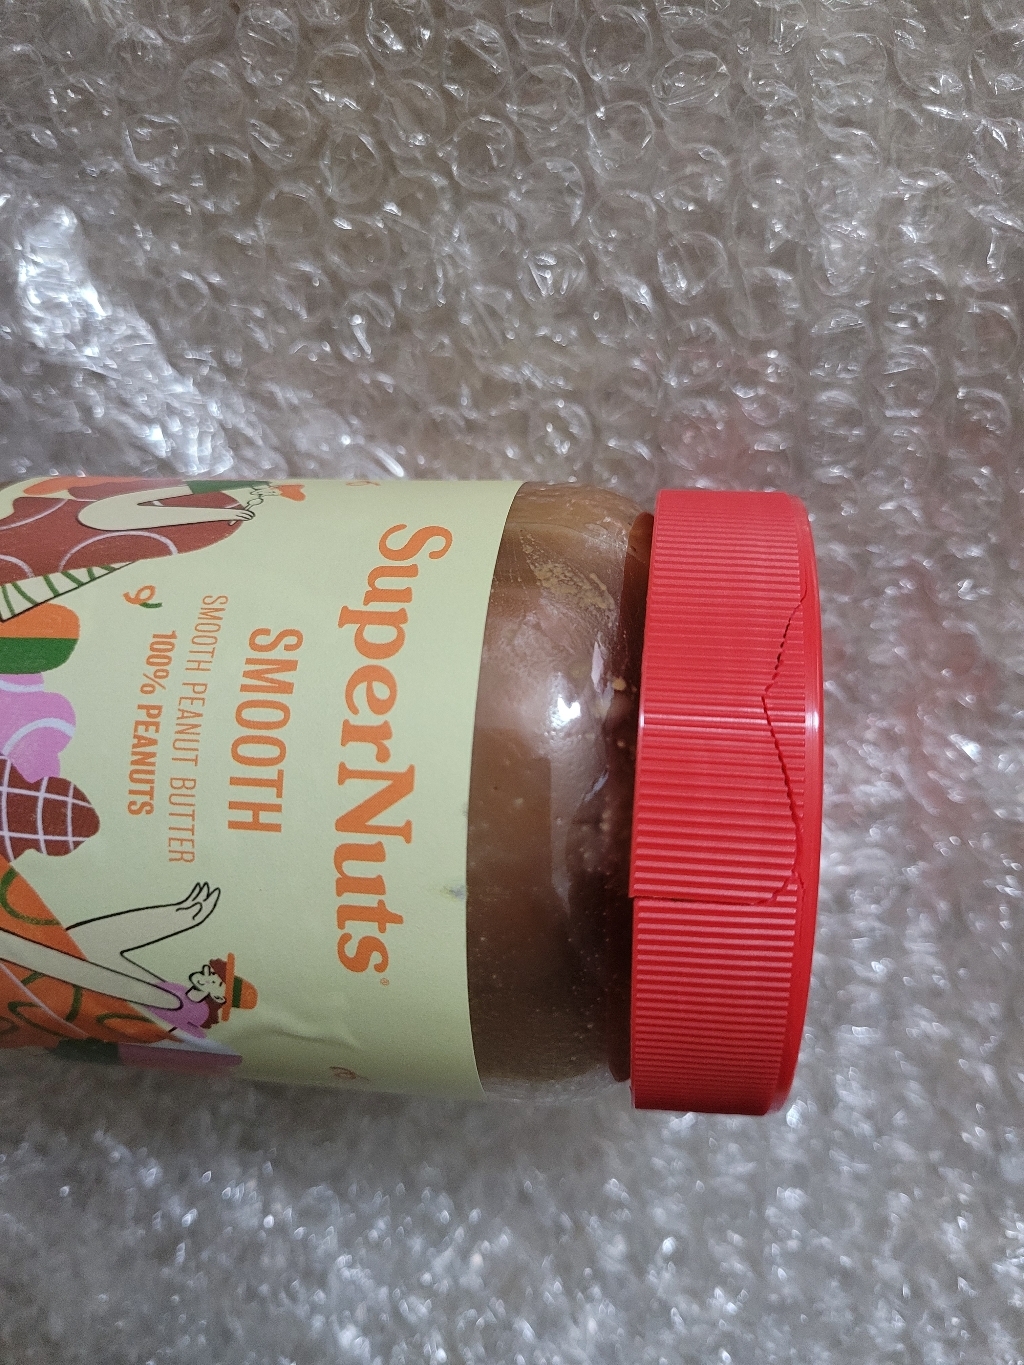 SuperNuts®
SMOOTH
SMOOTH PEANUT BUTTER
100% PEANUTS